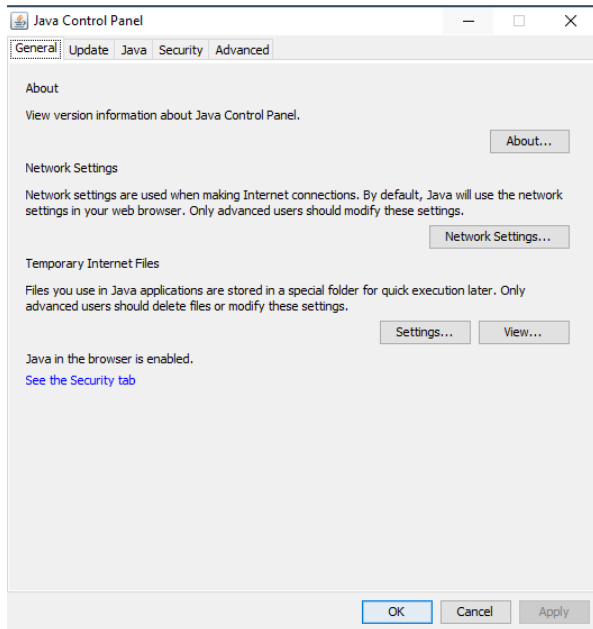 Java Control Panel
General Update Java Security Advanced
About
View version information about Java Control Panel.
About...
Network Settings
Network settings are used when making Internet connections. By default, Java will use the network
settings in your web browser. Only advanced users should modify these settings.
Network Settings...
Temporary Internet Files
Files you use in Java applications are stored in a special folder for quick execution later. Only
advanced users should delete files or modify these settings.
Settings... View...
Java in the browser is enabled.
See the Security tab
OK Cancel Apply